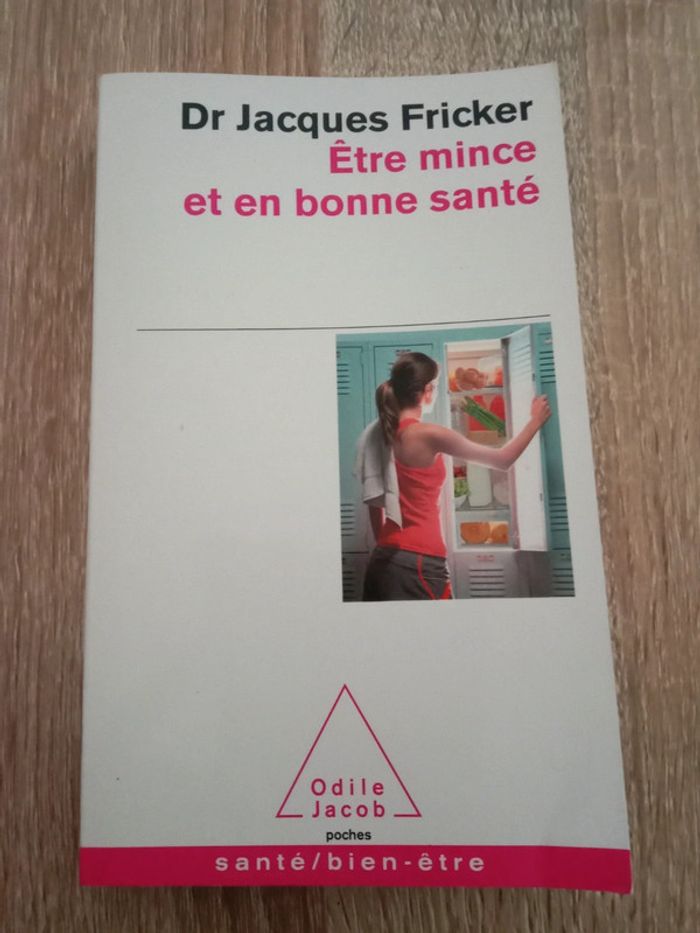 Dr Jacques Fricker
Être mince
et en bonne santé
Odile
Jacob
poches
santé/bien-être